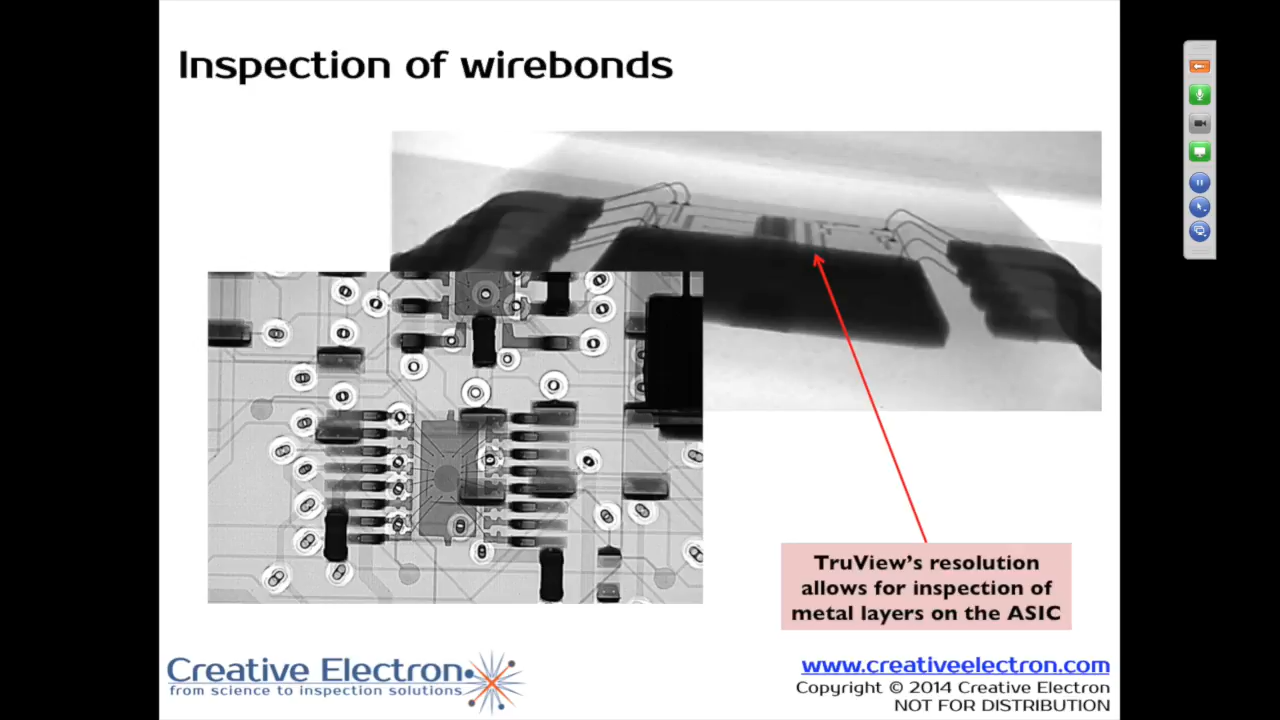 Inspection of wirebonds
TruView's resolution
allows for inspection of
metal layers on the ASIC
Creative Electron
from science to inspection solutions
www.creativeelectron.com
Copyright © 2014 Creative Electron
NOT FOR DISTRIBUTION